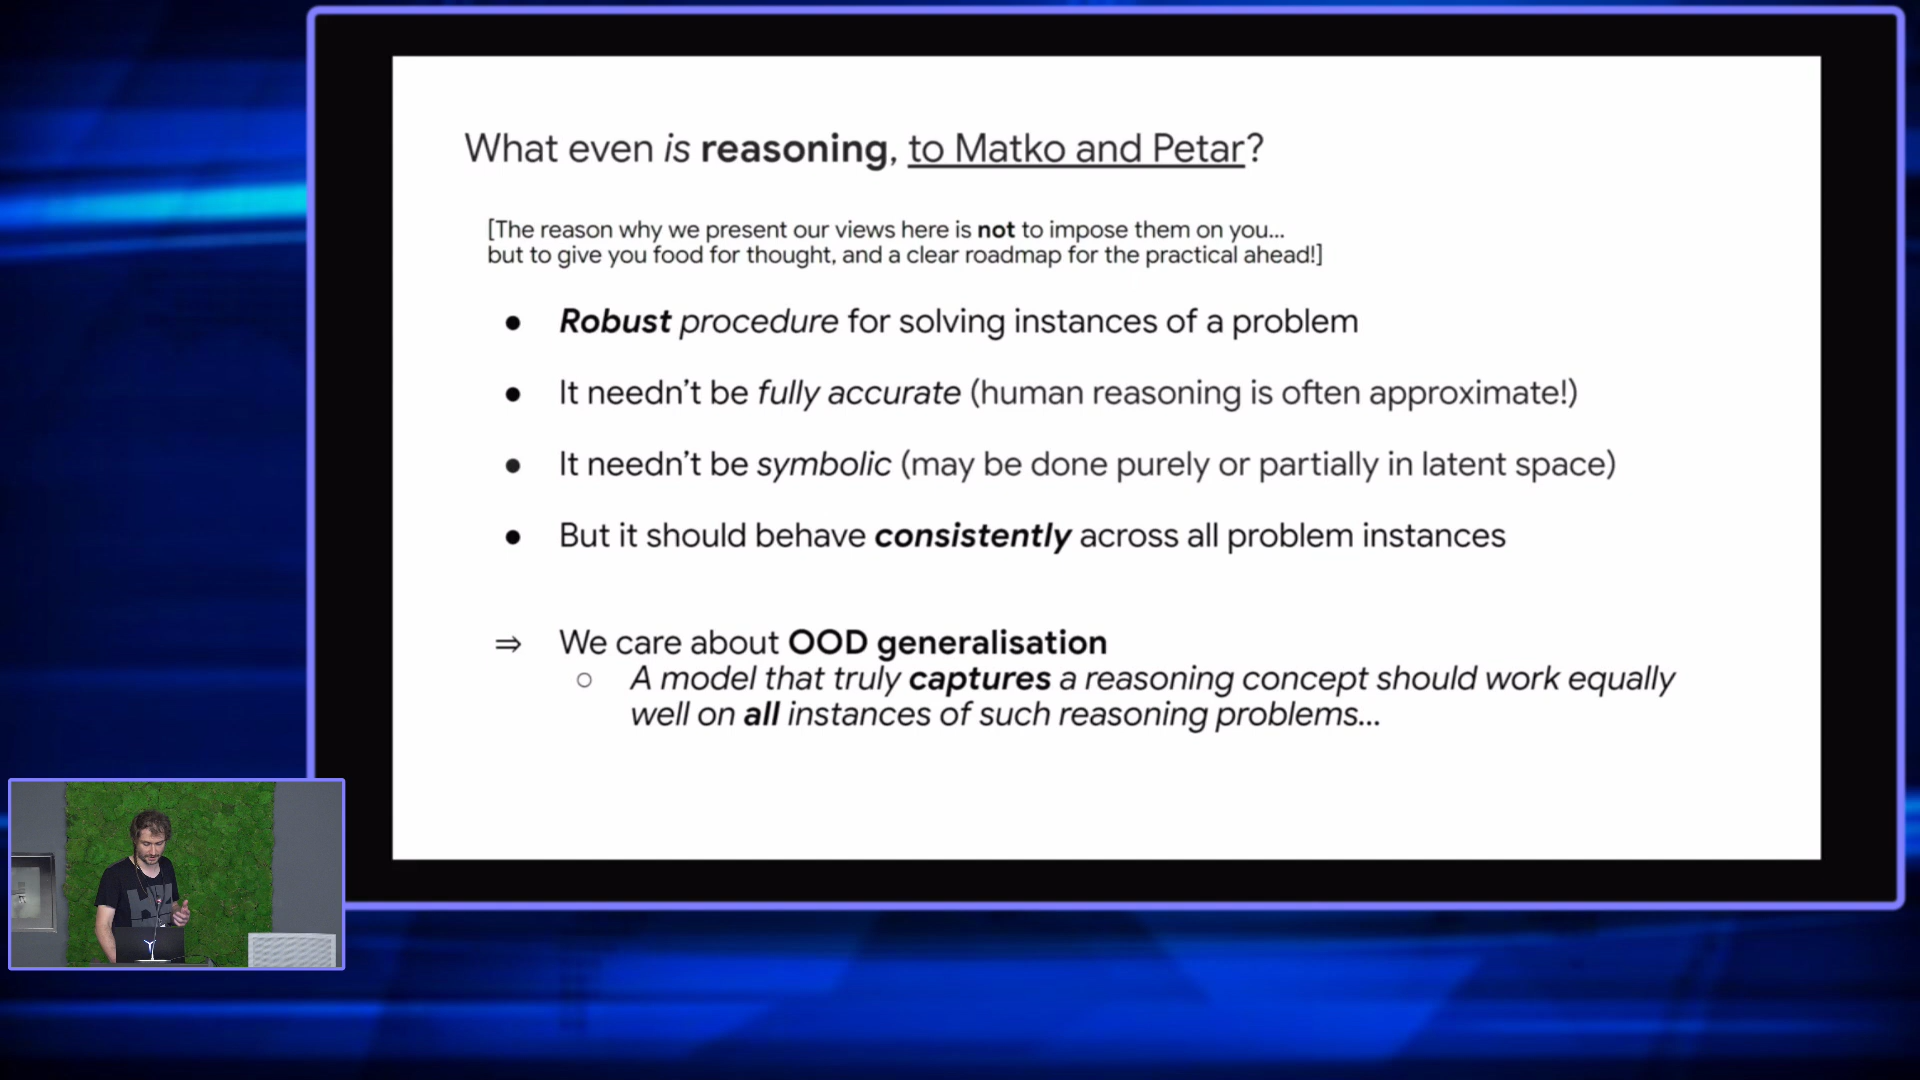 What even is reasoning, to Matko and Petar?
[The reason why we present our views here is not to impose them on you...
but to give you food for thought, and a clear roadmap for the practical ahead!]
● Robust procedure for solving instances of a problem
● It needn't be fully accurate (human reasoning is often approximate!)
● It needn't be symbolic (may be done purely or partially in latent space)
● But it should behave consistently across all problem instances
⇒ We care about OOD generalisation
○ A model that truly captures a reasoning concept should work equally
well on all instances of such reasoning problems...